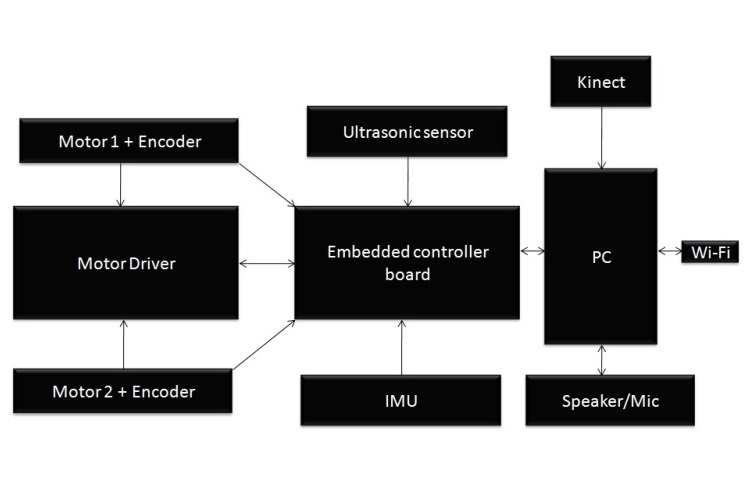 Kinect
Motor 1 + Encoder
Ultrasonic sensor
Motor Driver
Embedded controller
board
PC
Wi-Fi
Motor 2 + Encoder
IMU
Speaker/Mic